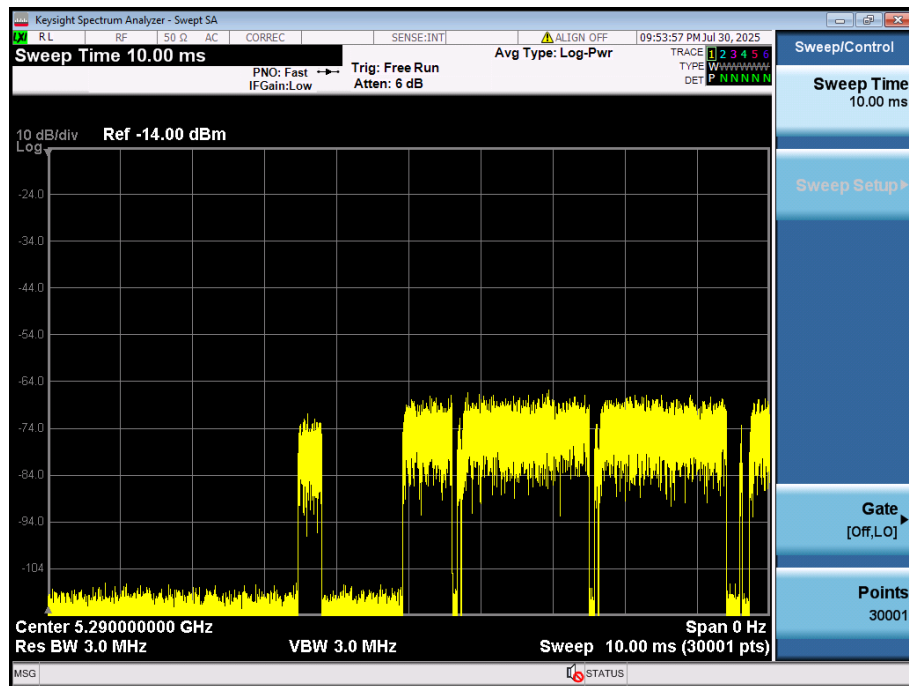 Keysight Spectrum Analyzer - Swept SA
LXI RL RF 50 Ω AC CORREC SENSE:INT ALIGN OFF 09:53:57 PM Jul 30, 2025
Sweep Time 10.00 ms
PNO: Fast
IFGain:Low
Trig: Free Run
Atten: 6 dB
Avg Type: Log-Pwr
TRACE 1 2 3 4 5 6
TYPE WWWWWW
DET P N N N N N
10 dB/div Ref -14.00 dBm
Log
-24.0
-34.0
-44.0
-54.0
-64.0
-74.0
-84.0
-94.0
-104
Center 5.290000000 GHz Span 0 Hz
Res BW 3.0 MHz VBW 3.0 MHz Sweep 10.00 ms (30001 pts)
MSG STATUS
Sweep/Control
Sweep Time
10.00 ms
Sweep Setup
Gate
[Off,LO]
Points
30001